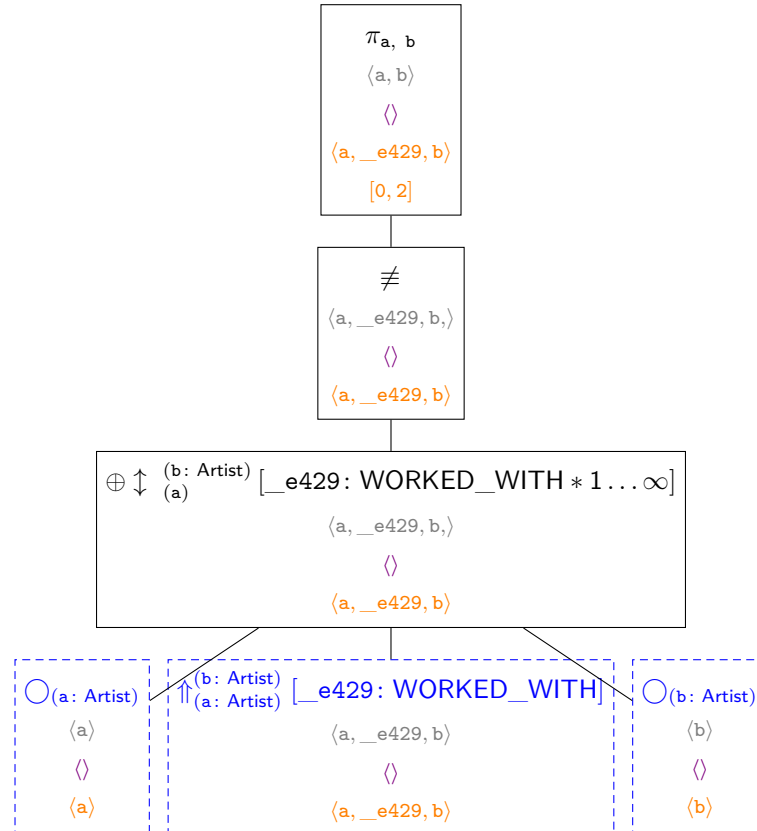 π a, b
⟨a, b⟩
⟨⟩
⟨a, __e429, b⟩
[0, 2]
≢
⟨a, __e429, b,⟩
⟨⟩
⟨a, __e429, b⟩
⊕ ↕ (b: Artist) (a) [__e429: WORKED_WITH * 1 … ∞]
⟨a, __e429, b,⟩
⟨⟩
⟨a, __e429, b⟩
◯(a: Artist)
⟨a⟩
⟨⟩
⟨a⟩
⇑ (b: Artist) (a: Artist) [__e429: WORKED_WITH]
⟨a, __e429, b⟩
⟨⟩
⟨a, __e429, b⟩
◯(b: Artist)
⟨b⟩
⟨⟩
⟨b⟩